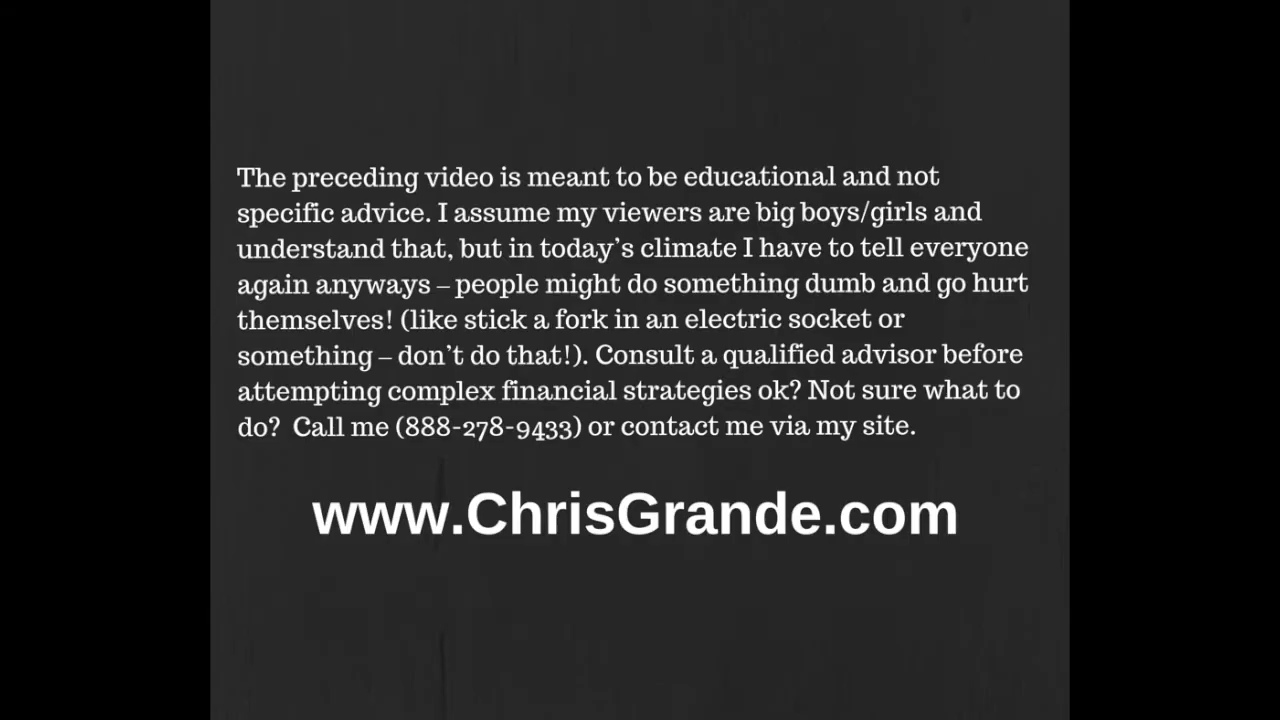 The preceding video is meant to be educational and not
specific advice. I assume my viewers are big boys/girls and
understand that, but in today’s climate I have to tell everyone
again anyways – people might do something dumb and go hurt
themselves! (like stick a fork in an electric socket or
something – don’t do that!). Consult a qualified advisor before
attempting complex financial strategies ok? Not sure what to
do?  Call me (888-278-9433) or contact me via my site.
www.ChrisGrande.com